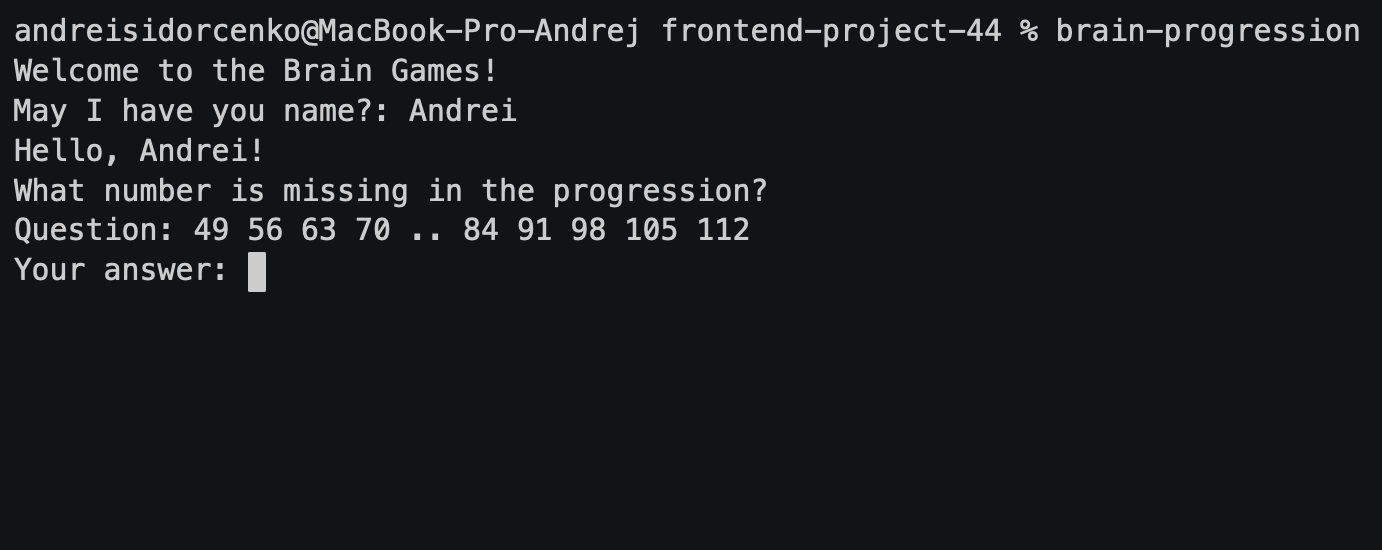 andreisidorcenko@MacBook-Pro-Andrej frontend-project-44 % brain-progression
Welcome to the Brain Games!
May I have you name?: Andrei
Hello, Andrei!
What number is missing in the progression?
Question: 49 56 63 70 .. 84 91 98 105 112
Your answer: